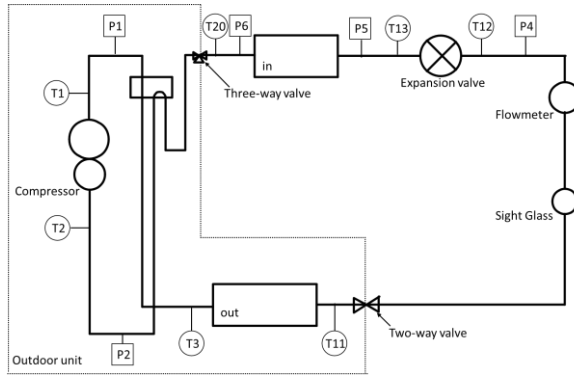 P1
T20
P6
P5
T13
T12
P4
in
T1
Three-way valve
Expansion valve
Flowmeter
Compressor
T2
Sight Glass
out
P2
T3
T11
Two-way valve
Outdoor unit